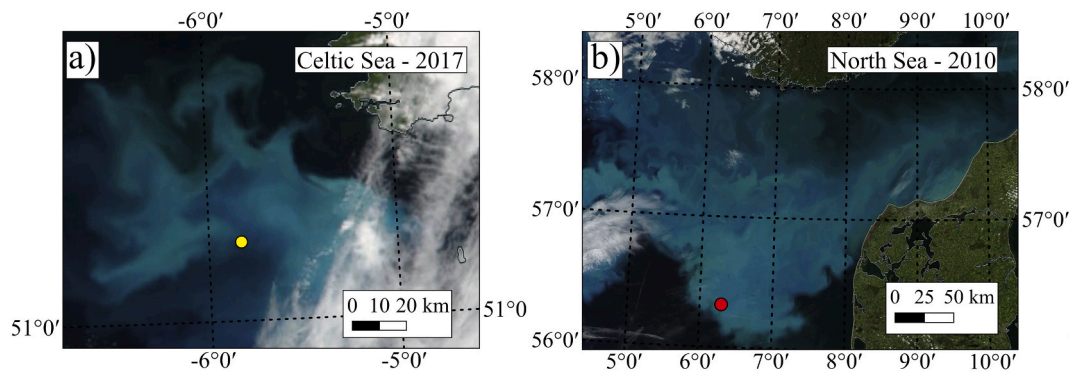 -6°0′ -5°0′
a)
Celtic Sea - 2017
51°0′
51°0′
0 10 20 km
-6°0′ -5°0′
5°0′ 6°0′ 7°0′ 8°0′ 9°0′ 10°0′
b)
North Sea - 2010
58°0′
58°0′
57°0′
57°0′
0 25 50 km
56°0′
5°0′ 6°0′ 7°0′ 8°0′ 9°0′ 10°0′